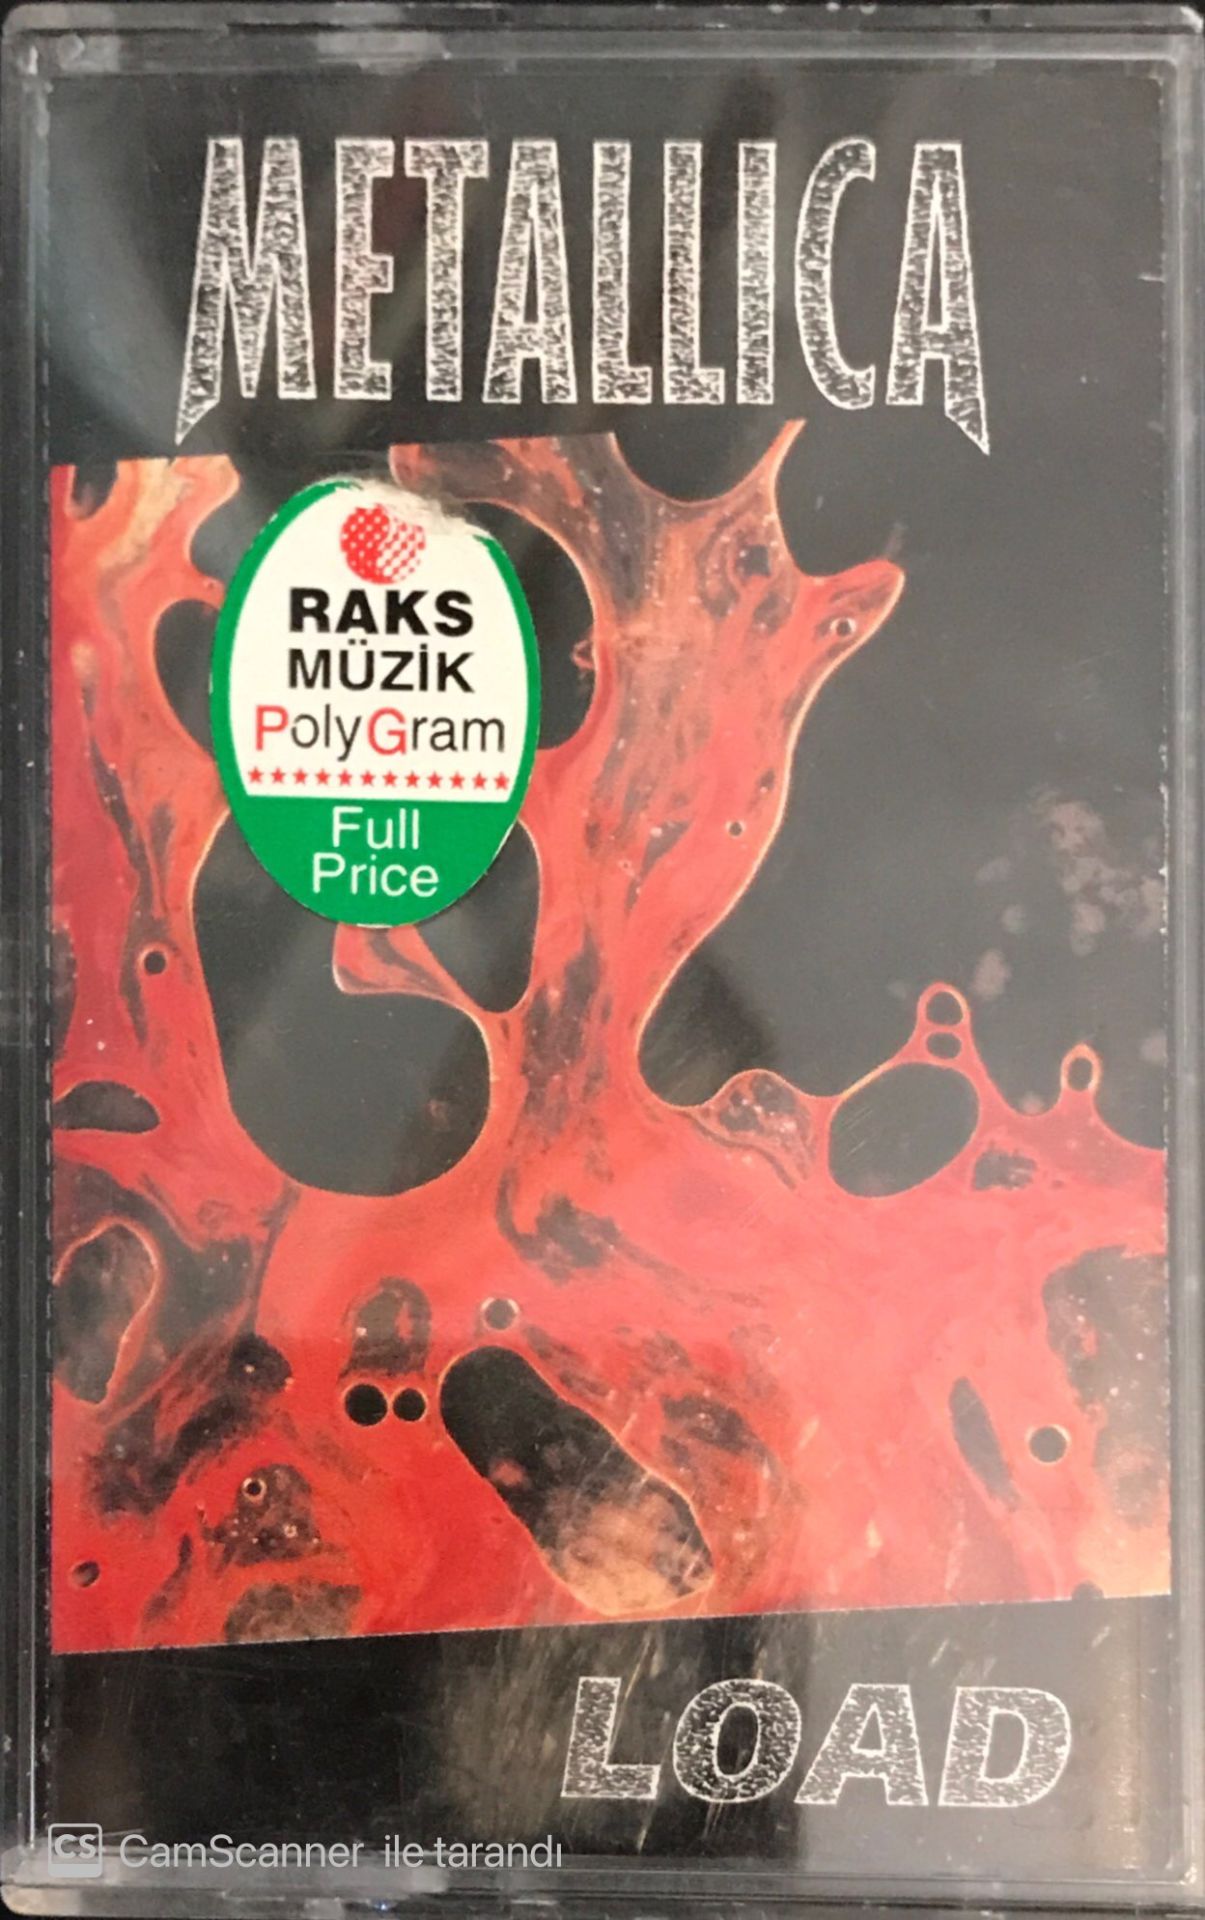 METALLICA
RAKS
MÜZİK
PolyGram
Full
Price
LOAD
CS CamScanner ile tarandı